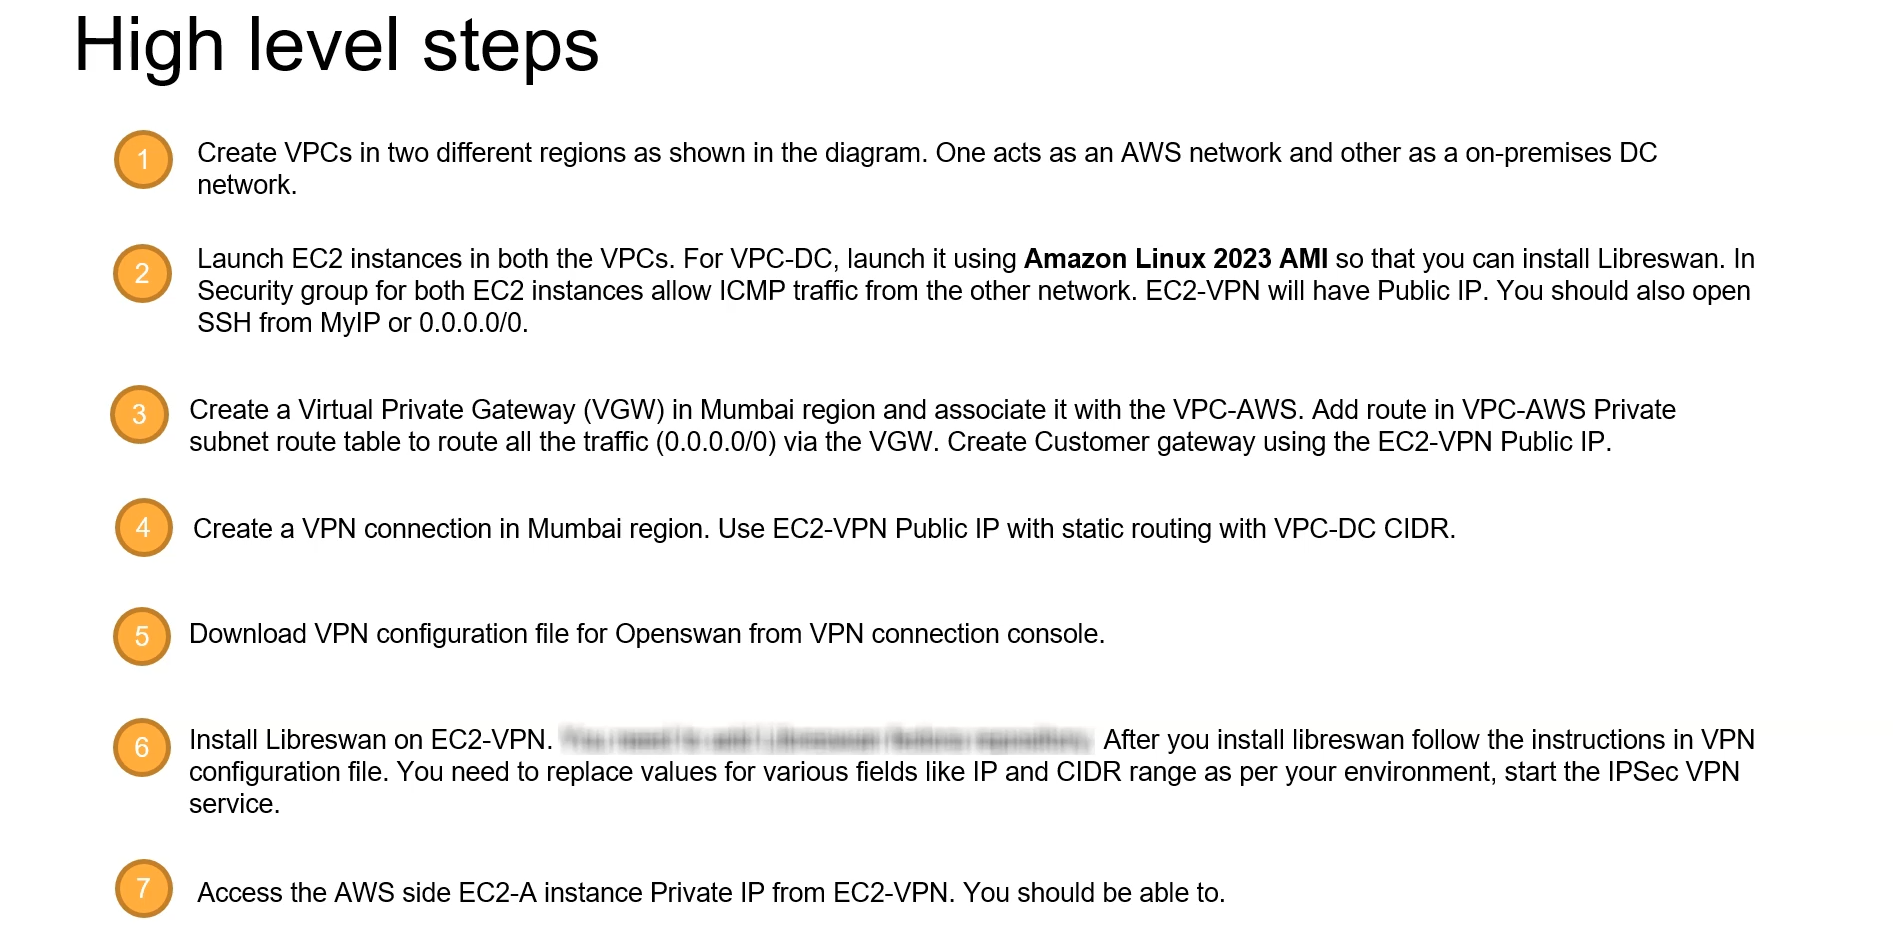 High level steps
1
Create VPCs in two different regions as shown in the diagram. One acts as an AWS network and other as a on-premises DC
network.
2
Launch EC2 instances in both the VPCs. For VPC-DC, launch it using Amazon Linux 2023 AMI so that you can install Libreswan. In
Security group for both EC2 instances allow ICMP traffic from the other network. EC2-VPN will have Public IP. You should also open
SSH from MyIP or 0.0.0.0/0.
3
Create a Virtual Private Gateway (VGW) in Mumbai region and associate it with the VPC-AWS. Add route in VPC-AWS Private
subnet route table to route all the traffic (0.0.0.0/0) via the VGW. Create Customer gateway using the EC2-VPN Public IP.
4
Create a VPN connection in Mumbai region. Use EC2-VPN Public IP with static routing with VPC-DC CIDR.
5
Download VPN configuration file for Openswan from VPN connection console.
6
Install Libreswan on EC2-VPN. After you install libreswan follow the instructions in VPN
configuration file. You need to replace values for various fields like IP and CIDR range as per your environment, start the IPSec VPN
service.
7
Access the AWS side EC2-A instance Private IP from EC2-VPN. You should be able to.